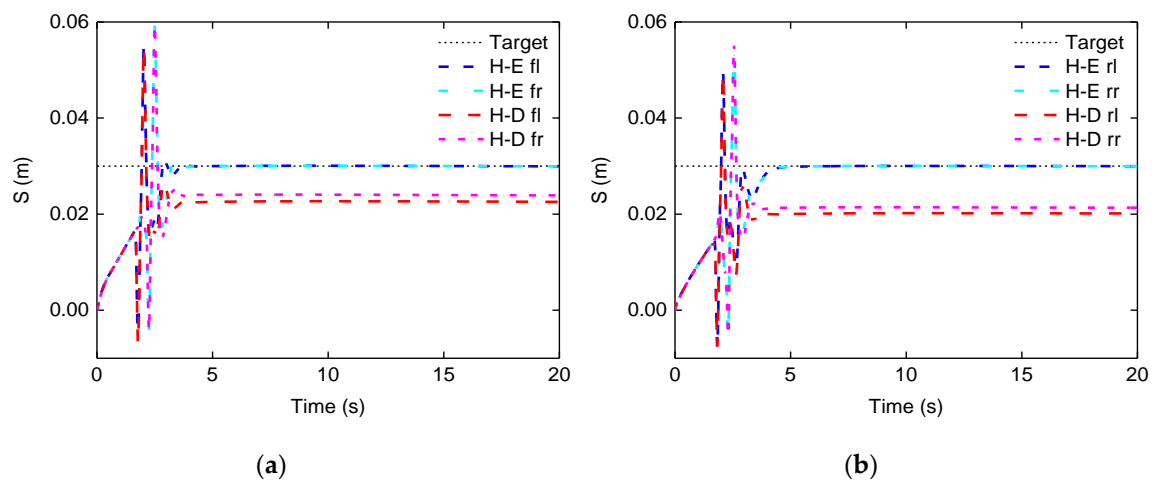 0.06
0.04
0.02
0.00
S (m)
0 5 10 15 20
Time (s)
Target
H-E fl
H-E fr
H-D fl
H-D fr
(a)
0.06
0.04
0.02
0.00
S (m)
0 5 10 15 20
Time (s)
Target
H-E rl
H-E rr
H-D rl
H-D rr
(b)